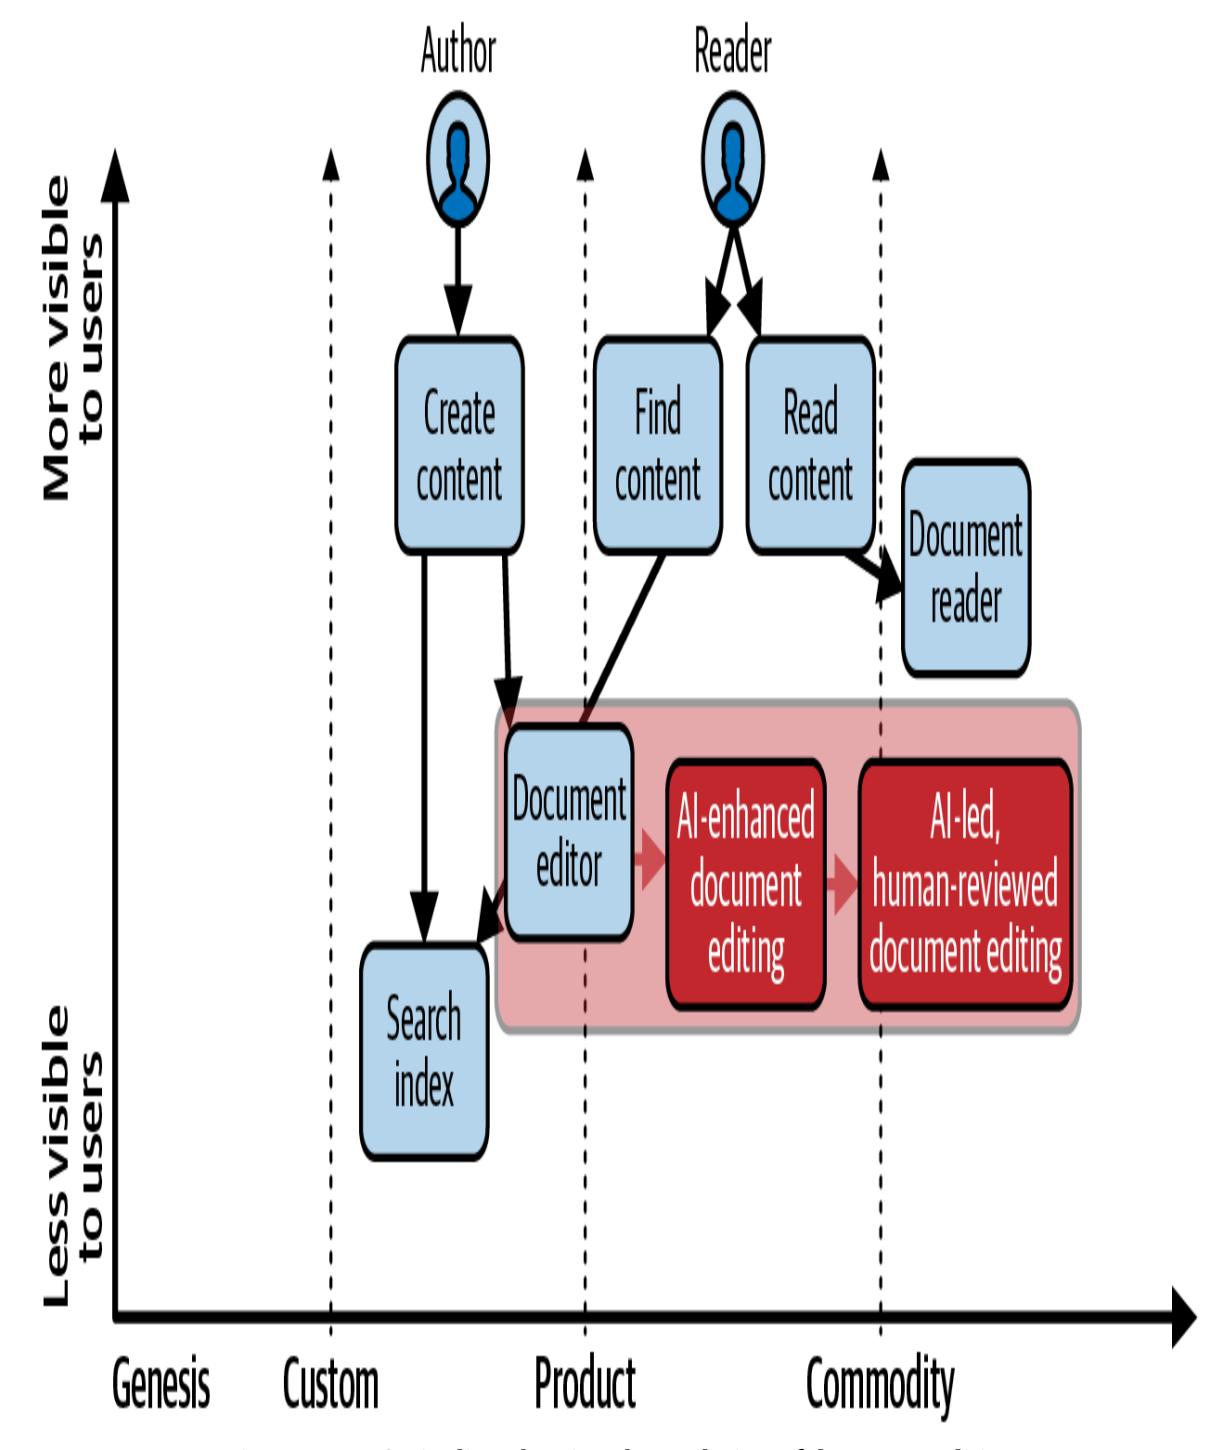 Author
Reader
More visible
to users
Create
content
Find
content
Read
content
Document
reader
Document
editor
AI-enhanced
document
editing
AI-led,
human-reviewed
document editing
Search
index
Less visible
to users
Genesis
Custom
Product
Commodity